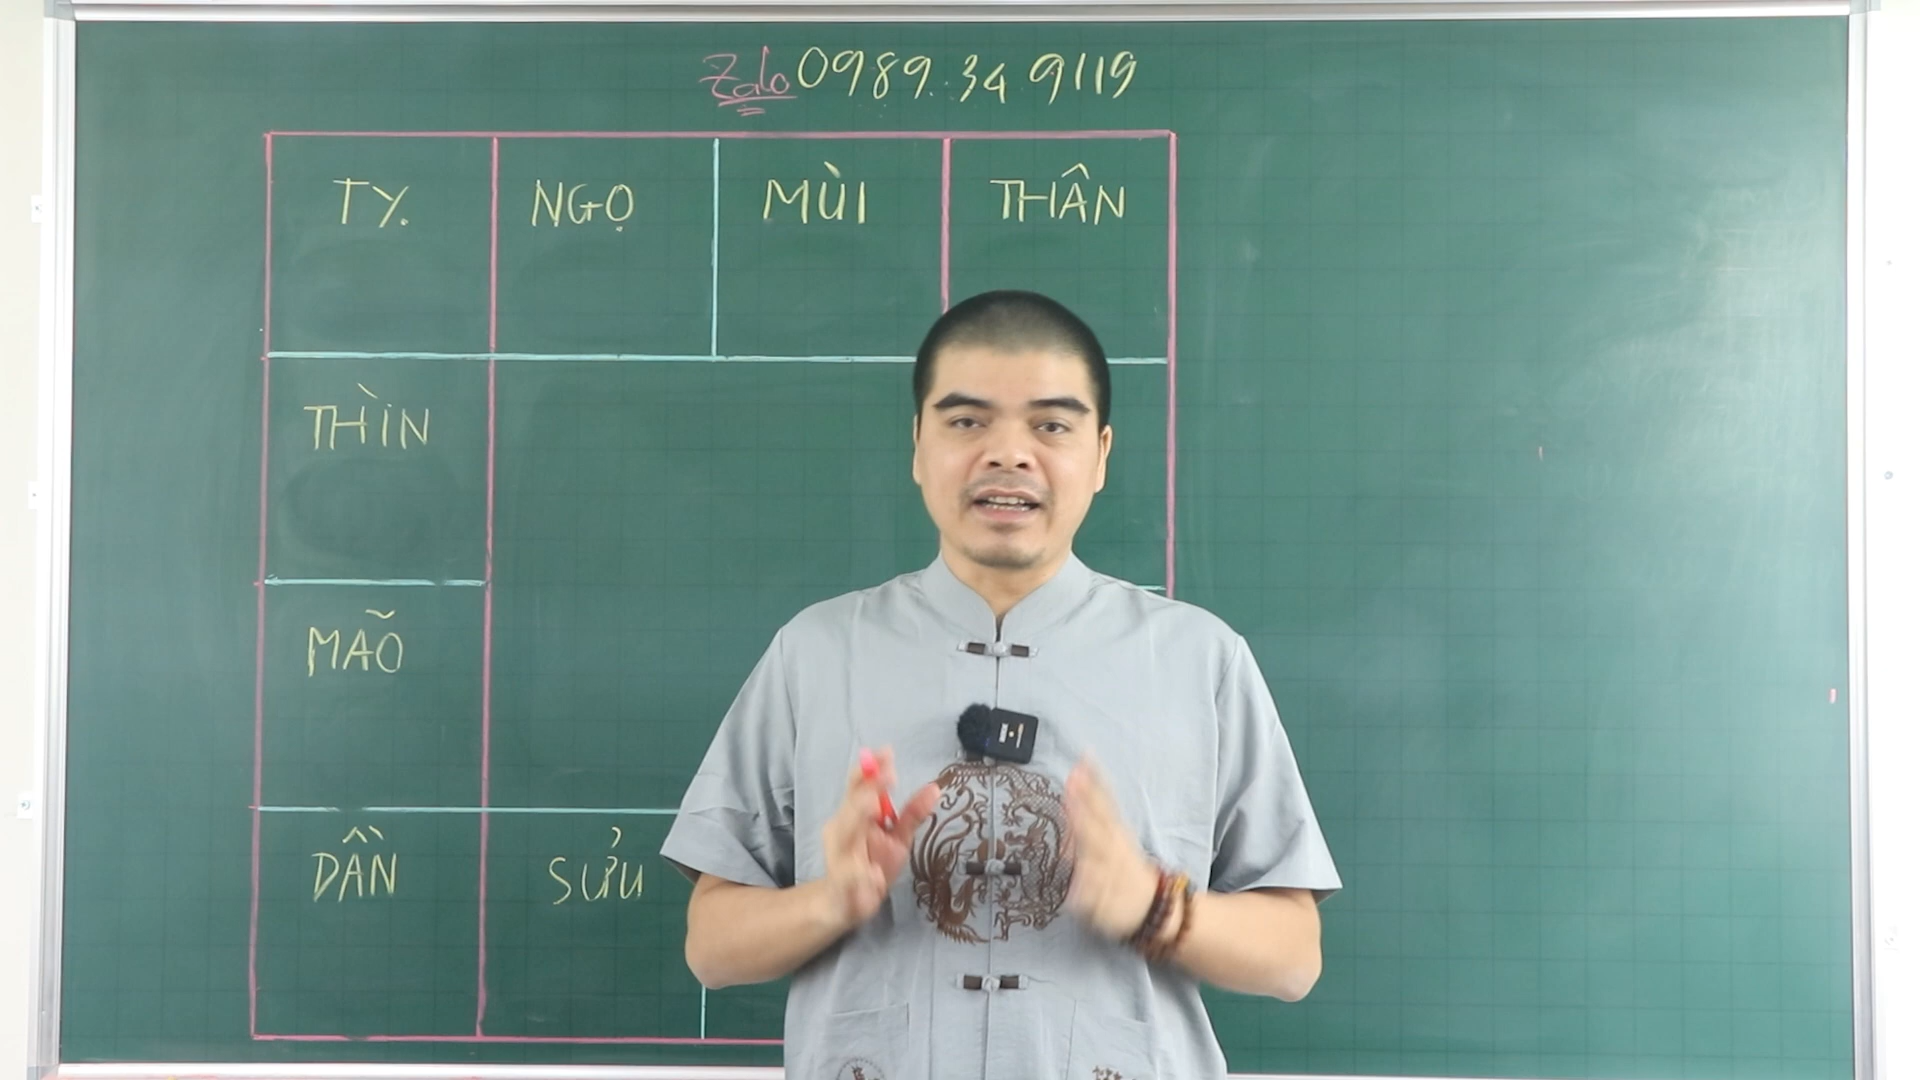 Zalo 0989.34 9119
TỴ NGỌ MÙI THÂN
THÌN
MÃO
DẦN SỬU